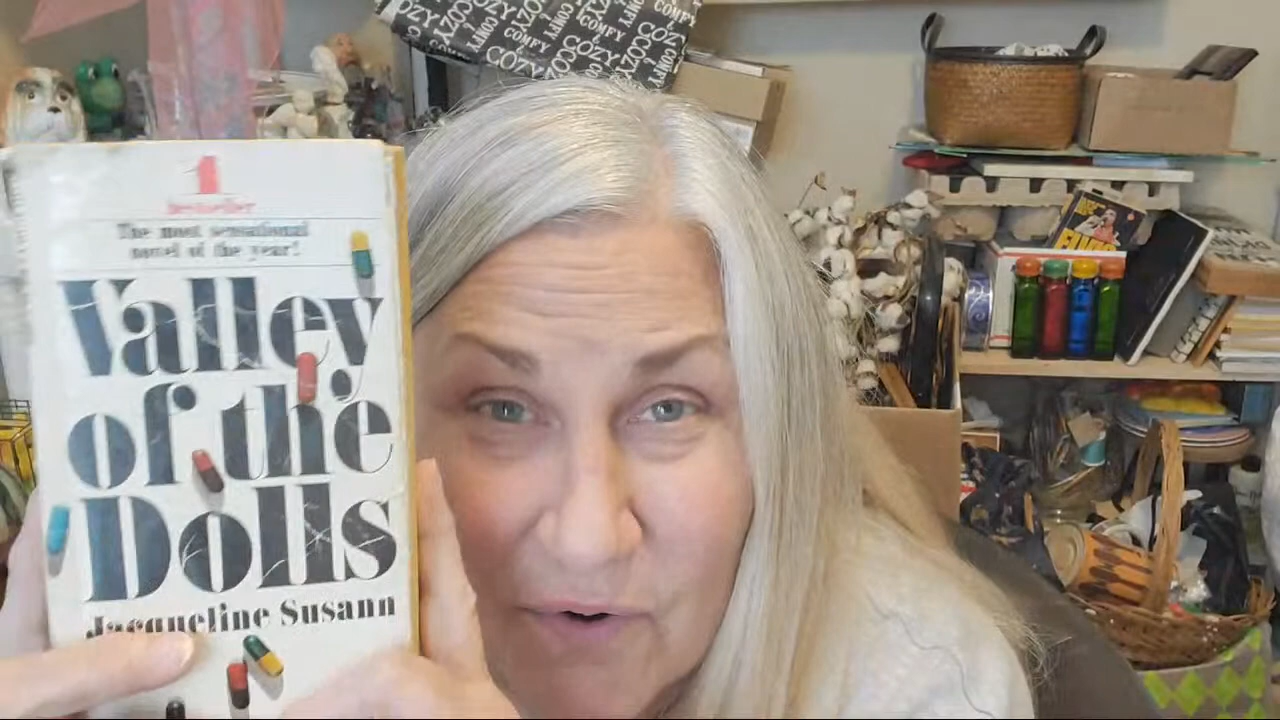 COZY & COMFY COZY & COMFY
1
bestseller
The most sensational
novel of the year!
Valley
of the
Dolls
Jacqueline Susann
ELVIS